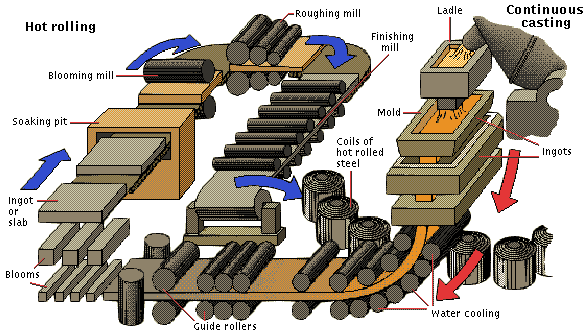 Hot rolling
Roughing mill
Ladle
Continuous
casting
Finishing
mill
Blooming mill
Soaking pit
Mold
Coils of
hot rolled
steel
Ingots
Ingot
or
slab
Blooms
Guide rollers
Water cooling